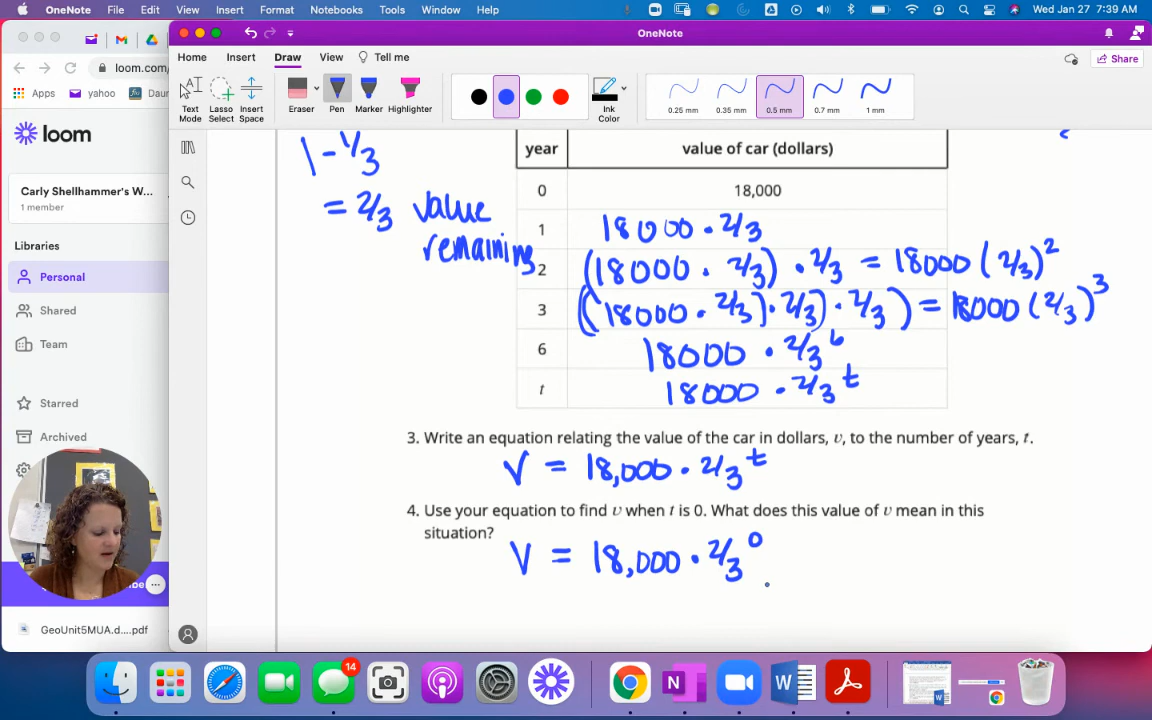 OneNote File Edit View Insert Format Notebooks Tools Window Help Wed Jan 27 7:39 AM
OneNote
loom.com/
Home Insert Draw View Tell me Share
Apps yahoo Daur
Text Mode Lasso Select Insert Space Eraser Pen Marker Highlighter Ink Color 0.25 mm 0.35 mm 0.5 mm 0.7 mm 1 mm
loom
Carly Shellhammer's W...
1 member
Libraries
Personal
Shared
Team
Starred
Archived
GeoUnit5MUA.d....pdf
1 - 1/3
= 2/3 value
remaining
year value of car (dollars)
0 18,000
1 18000 · 2/3
2 (18000 · 2/3) · 2/3 = 18000 (2/3)²
3 ((18000 · 2/3) · 2/3) · 2/3) = 18000 (2/3)³
6 18000 · 2/3⁶
t 18000 · 2/3ᵗ
3. Write an equation relating the value of the car in dollars, v, to the number of years, t.
V = 18,000 · 2/3ᵗ
4. Use your equation to find v when t is 0. What does this value of v mean in this
situation?
V = 18,000 · 2/3⁰
14